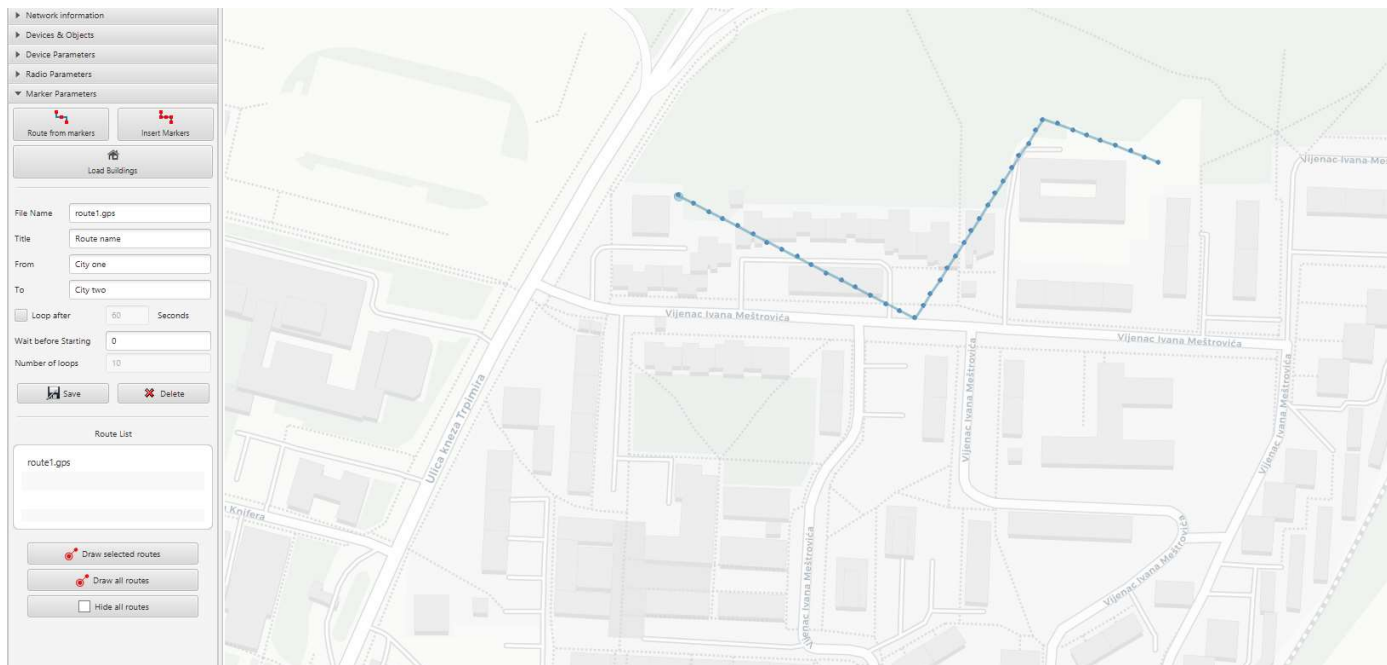 Network information
Devices & Objects
Device Parameters
Radio Parameters
Marker Parameters
Route from markers
Insert Markers
Load Buildings
File Name
route1.gps
Title
Route name
From
City one
To
City two
Loop after
60
Seconds
Wait before Starting
0
Number of loops
10
Save
Delete
Route List
route1.gps
Draw selected routes
Draw all routes
Hide all routes
Vijenac Ivana Meštrovića
Vijenac Ivana Meštrovića
Vijenac Ivana Meštrovića
Vijenac Ivana Meštrovića
Ulica kneza Trpimira
Vijenac Ivana Meštrovića
Vijenac Ivana Meštrovića
Knifera
Vijenac Ivana Meštrovića
Vijenac Ivana Meštrovića